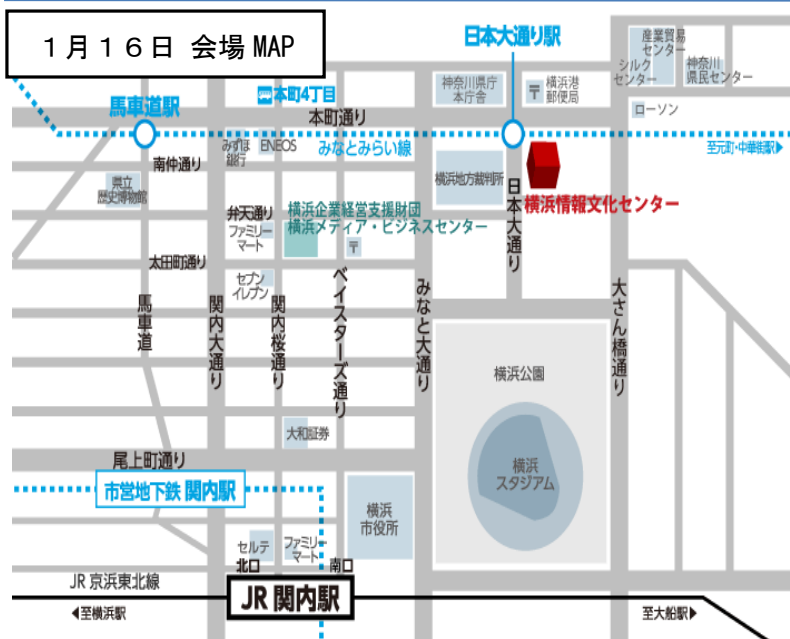 １月１６日 会場 MAP
日本大通り駅
産業貿易
センター
シルク
センター
神奈川
県民センター
神奈川県庁
本庁舎
〒
横浜港
郵便局
ローソン
本町4丁目
馬車道駅
本町通り
みずほ
銀行
ENEOS
みなとみらい線
至元町・中華街駅▶
南仲通り
県立
歴史博物館
横浜地方裁判所
日本大通り
横浜情報文化センター
弁天通り
ファミリー
マート
横浜企業経営支援財団
横浜メディア・ビジネスセンター
〒
太田町通り
セブン
イレブン
馬車道
関内大通り
関内桜通り
ベイスターズ通り
みなと大通り
大さん橋通り
横浜公園
横浜
スタジアム
大和証券
尾上町通り
市営地下鉄 関内駅
横浜
市役所
セルテ
ファミリー
マート
北口
南口
JR 京浜東北線
JR 関内駅
◀至横浜駅
至大船駅▶